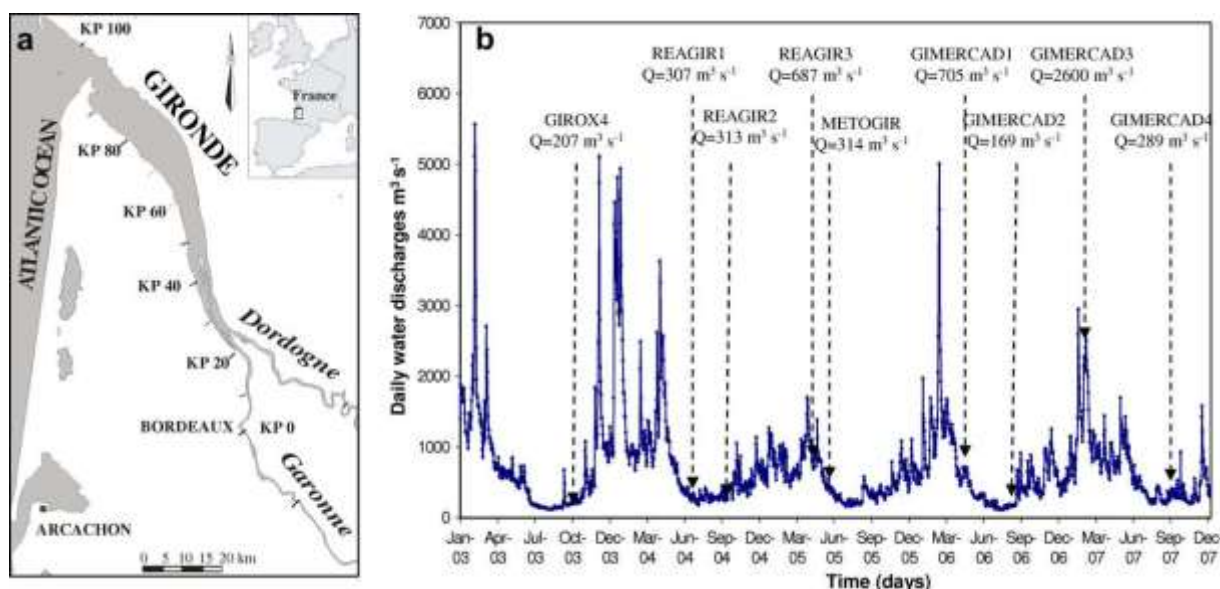 a
KP 100
GIRONDE
France
KP 80
ATLANTIC OCEAN
KP 60
KP 40
Dordogne
KP 20
BORDEAUX
KP 0
Garonne
ARCACHON
0 5 10 15 20 km
b
7000
6000
5000
4000
3000
2000
1000
0
Daily water discharges m³ s⁻¹
REAGIR1
Q=307 m³ s⁻¹
REAGIR3
Q=687 m³ s⁻¹
GIMERCAD1
Q=705 m³ s⁻¹
GIMERCAD3
Q=2600 m³ s⁻¹
GIROX4
Q=207 m³ s⁻¹
REAGIR2
Q=313 m³ s⁻¹
METOGIR
Q=314 m³ s⁻¹
GIMERCAD2
Q=169 m³ s⁻¹
GIMERCAD4
Q=289 m³ s⁻¹
Jan- Apr- Jul- Oct- Dec- Mar- Jun- Sep- Dec- Mar- Jun- Sep- Dec- Mar- Jun- Sep- Dec- Mar- Jun- Sep- Dec-
03 03 03 03 03 04 04 04 04 05 05 05 05 06 06 06 06 07 07 07 07
Time (days)